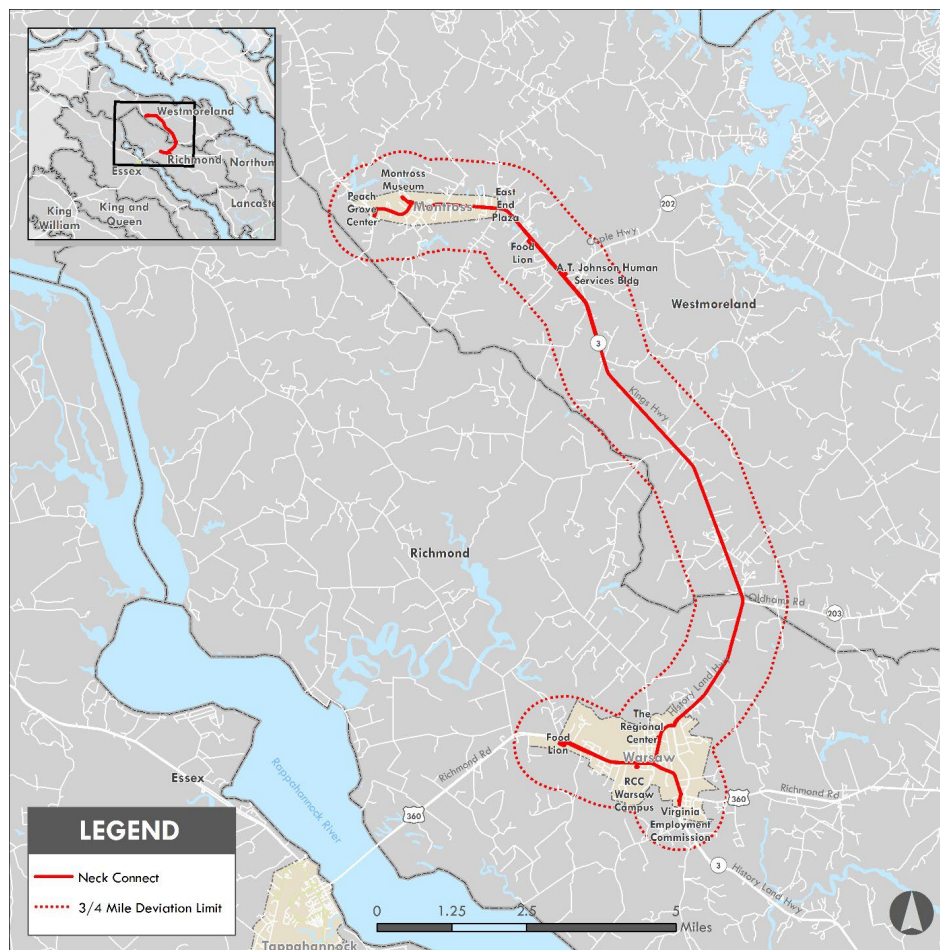 Westmoreland
Richmond
Essex
Northun
King and
Queen
Lancaste
King
William
Montross
Museum
Peach
Grove
Center
Montross
East
End
Plaza
202
Food
Lion
Cople Hwy
A.T. Johnson Human
Services Bldg
Westmoreland
3
Kings Hwy
Richmond
Oldhams Rd
203
History Land Hwy
The
Regional
Center
Food
Lion
Warsaw
Richmond Rd
RCC
Warsaw
Campus
Essex
Rappahannock River
360
360
Richmond Rd
Virginia
Employment
Commission
3
History Land Hwy
LEGEND
Neck Connect
3/4 Mile Deviation Limit
0 1.25 2.5 5
Miles
Tappahannock